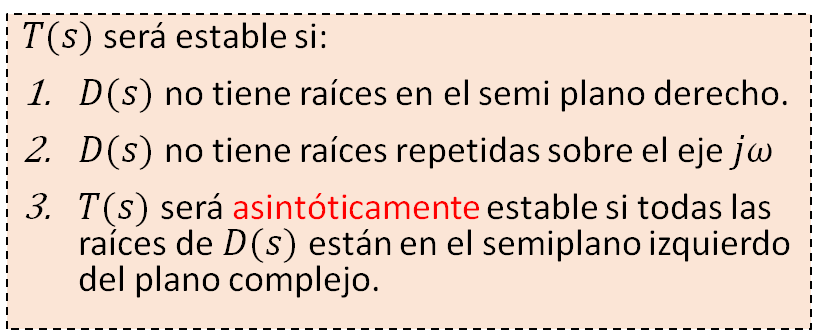 T(s) será estable si:
1. D(s) no tiene raíces en el semi plano derecho.
2. D(s) no tiene raíces repetidas sobre el eje jω
3. T(s) será asintóticamente estable si todas las
raíces de D(s) están en el semiplano izquierdo
del plano complejo.